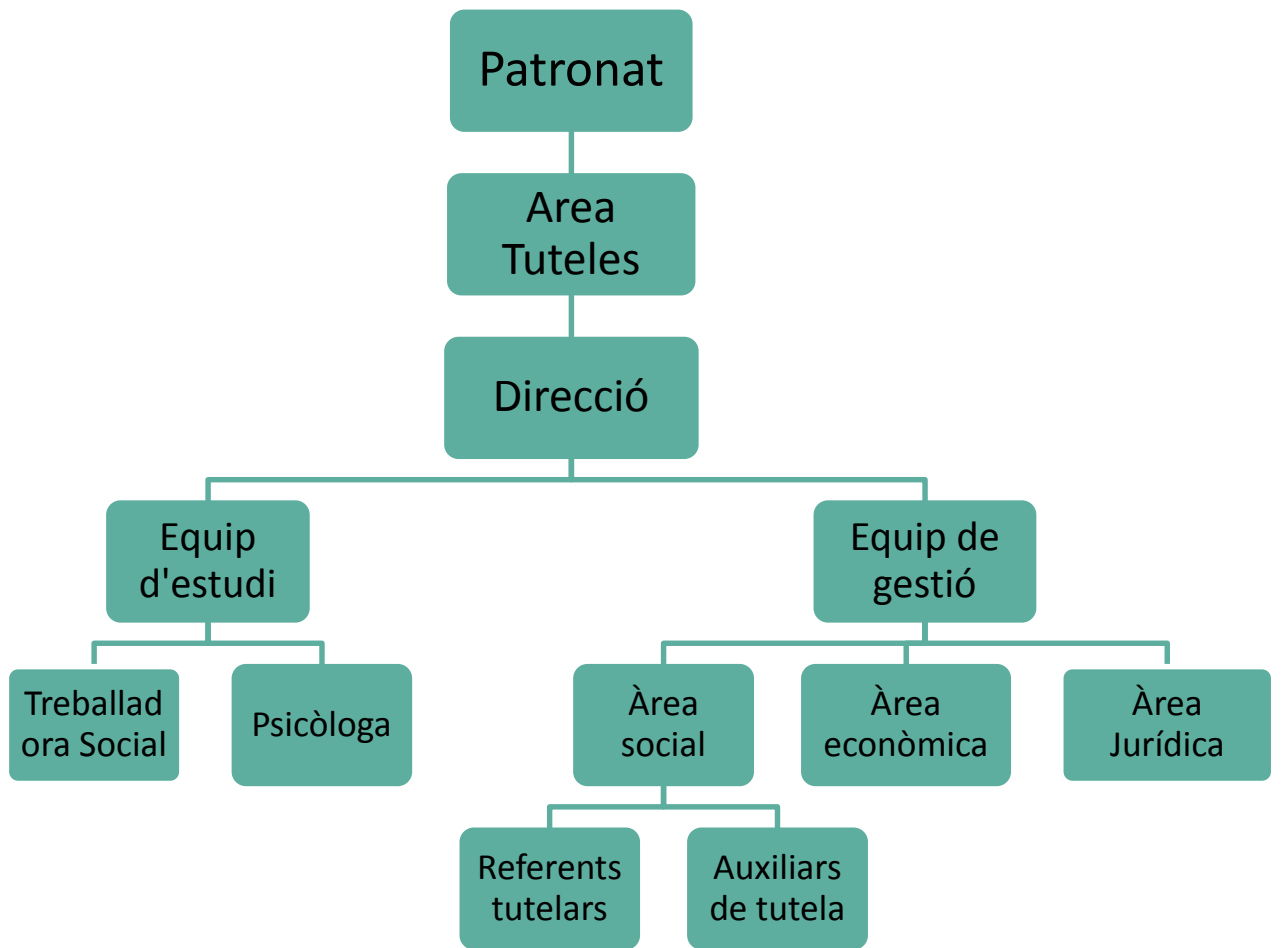 Patronat
Area
Tuteles
Direcció
Equip
d'estudi
Equip de
gestió
Treballad
ora Social
Psicòloga
Àrea
social
Àrea
econòmica
Àrea
Jurídica
Referents
tutelars
Auxiliars
de tutela